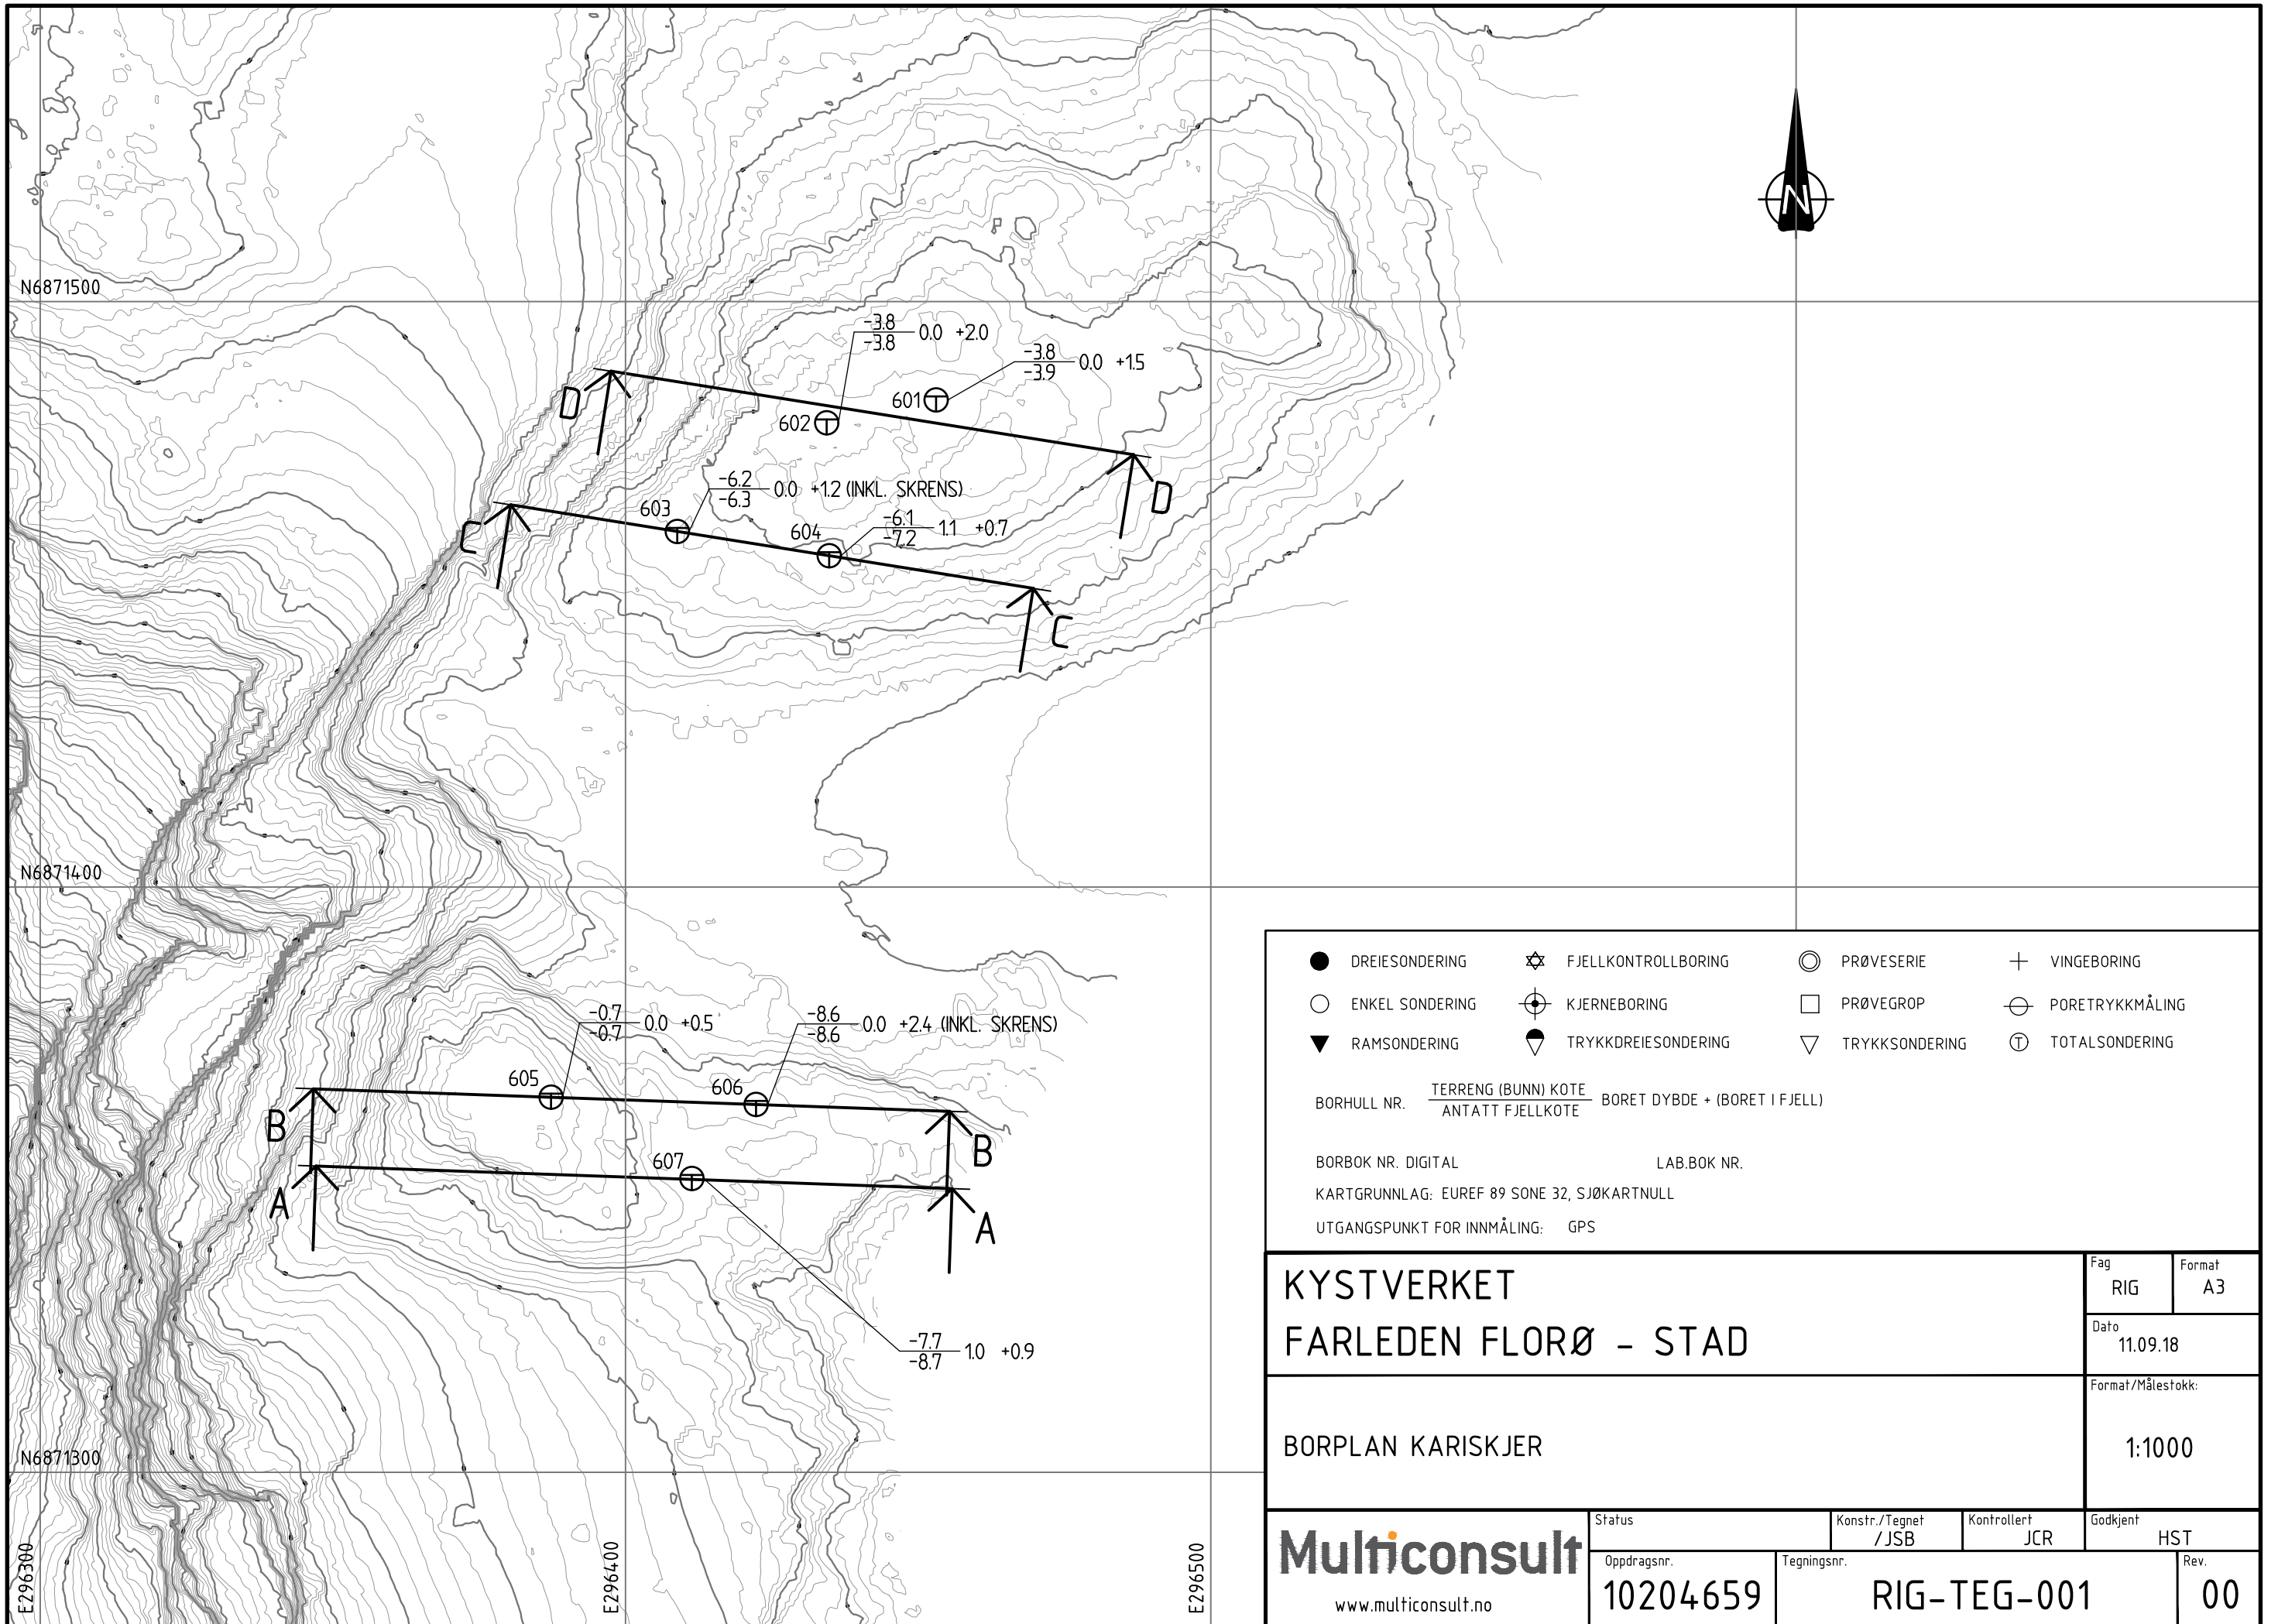 N
N6871500
-3.8
-3.8
0.0 +2.0
-3.8
-3.9
0.0 +1.5
D
601
602
-6.2
-6.3
0.0 +1.2 (INKL. SKRENS)
D
603
-6.1
-7.2
1.1 +0.7
604
C
C
N6871400
-0.7
-0.7
0.0 +0.5
-8.6
-8.6
0.0 +2.4 (INKL. SKRENS)
605
606
B
B
607
A
A
-7.7
-8.7
1.0 +0.9
N6871300
E296300
E296400
E296500
DREIESONDERING
FJELLKONTROLLBORING
PRØVESERIE
VINGEBORING
ENKEL SONDERING
KJERNEBORING
PRØVEGROP
PORETRYKKMÅLING
RAMSONDERING
TRYKKDREIESONDERING
TRYKKSONDERING
T TOTALSONDERING
BORHULL NR.
TERRENG (BUNN) KOTE
ANTATT FJELLKOTE
BORET DYBDE + (BORET I FJELL)
BORBOK NR. DIGITAL
LAB.BOK NR.
KARTGRUNNLAG: EUREF 89 SONE 32, SJØKARTNULL
UTGANGSPUNKT FOR INNMÅLING: GPS
KYSTVERKET
FARLEDEN FLORØ - STAD
Fag
RIG
Format
A3
Dato
11.09.18
BORPLAN KARISKJER
Format/Målestokk:
1:1000
Multiconsult
www.multiconsult.no
Status
Konstr./Tegnet
/JSB
Kontrollert
JCR
Godkjent
HST
Oppdragsnr.
10204659
Tegningsnr.
RIG-TEG-001
Rev.
00